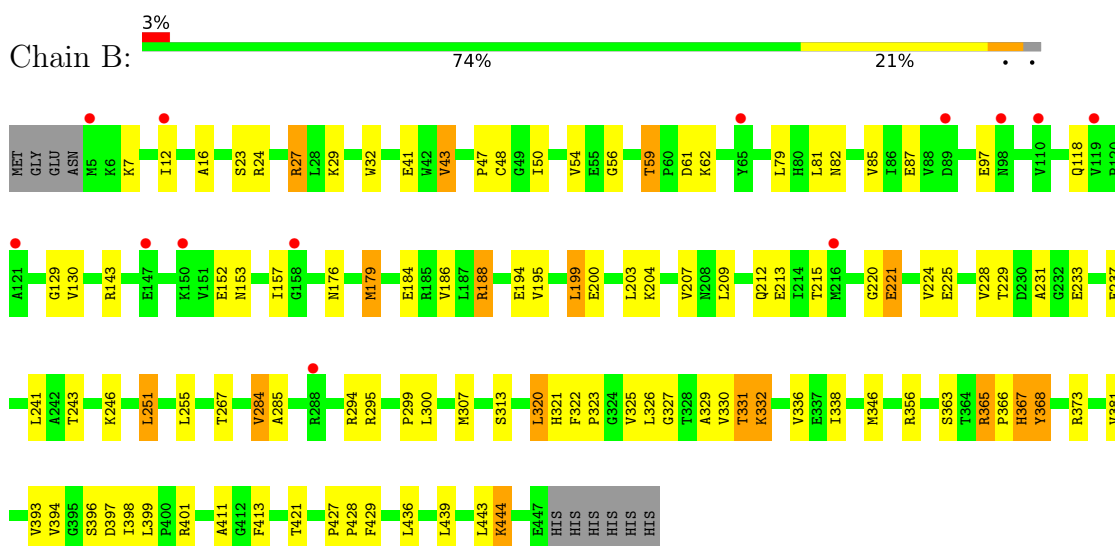 3%
Chain B:
74% 21% • •
MET GLY GLU ASN M5 K6 K7 I12 A16 S23 R24 R27 L28 K29 W32 E41 W42 V43 P47 C48 G49 I50 V54 E55 G56 T59 P60 D61 K62 Y65 L79 H80 L81 N82 V85 I86 E87 V88 D89 E97 N98 V110 Q118 V119
A121 G129 V130 R143 E147 K150 V151 E152 N153 I157 G158 N176 M179 E184 R185 V186 L187 R188 E194 V195 L199 E200 L203 K204 V207 N208 L209 Q212 E213 I214 T215 M216 G220 E221 V224 E225 V228 T229 D230 A231 G232 E233
L241 A242 T243 K246 L251 L255 T267 V284 A285 R288 R294 R295 P299 L300 M307 S313 L320 H321 F322 P323 G324 V325 L326 G327 T328 A329 V330 T331 K332 V336 E337 I338 M346 R356 S363 T364 R365 P366 H367 Y368 R373
V393 V394 G395 S396 D397 I398 L399 P400 R401 A411 G412 F413 T421 P427 P428 F429 L436 L439 L443 K444 E447 HIS HIS HIS HIS HIS HIS